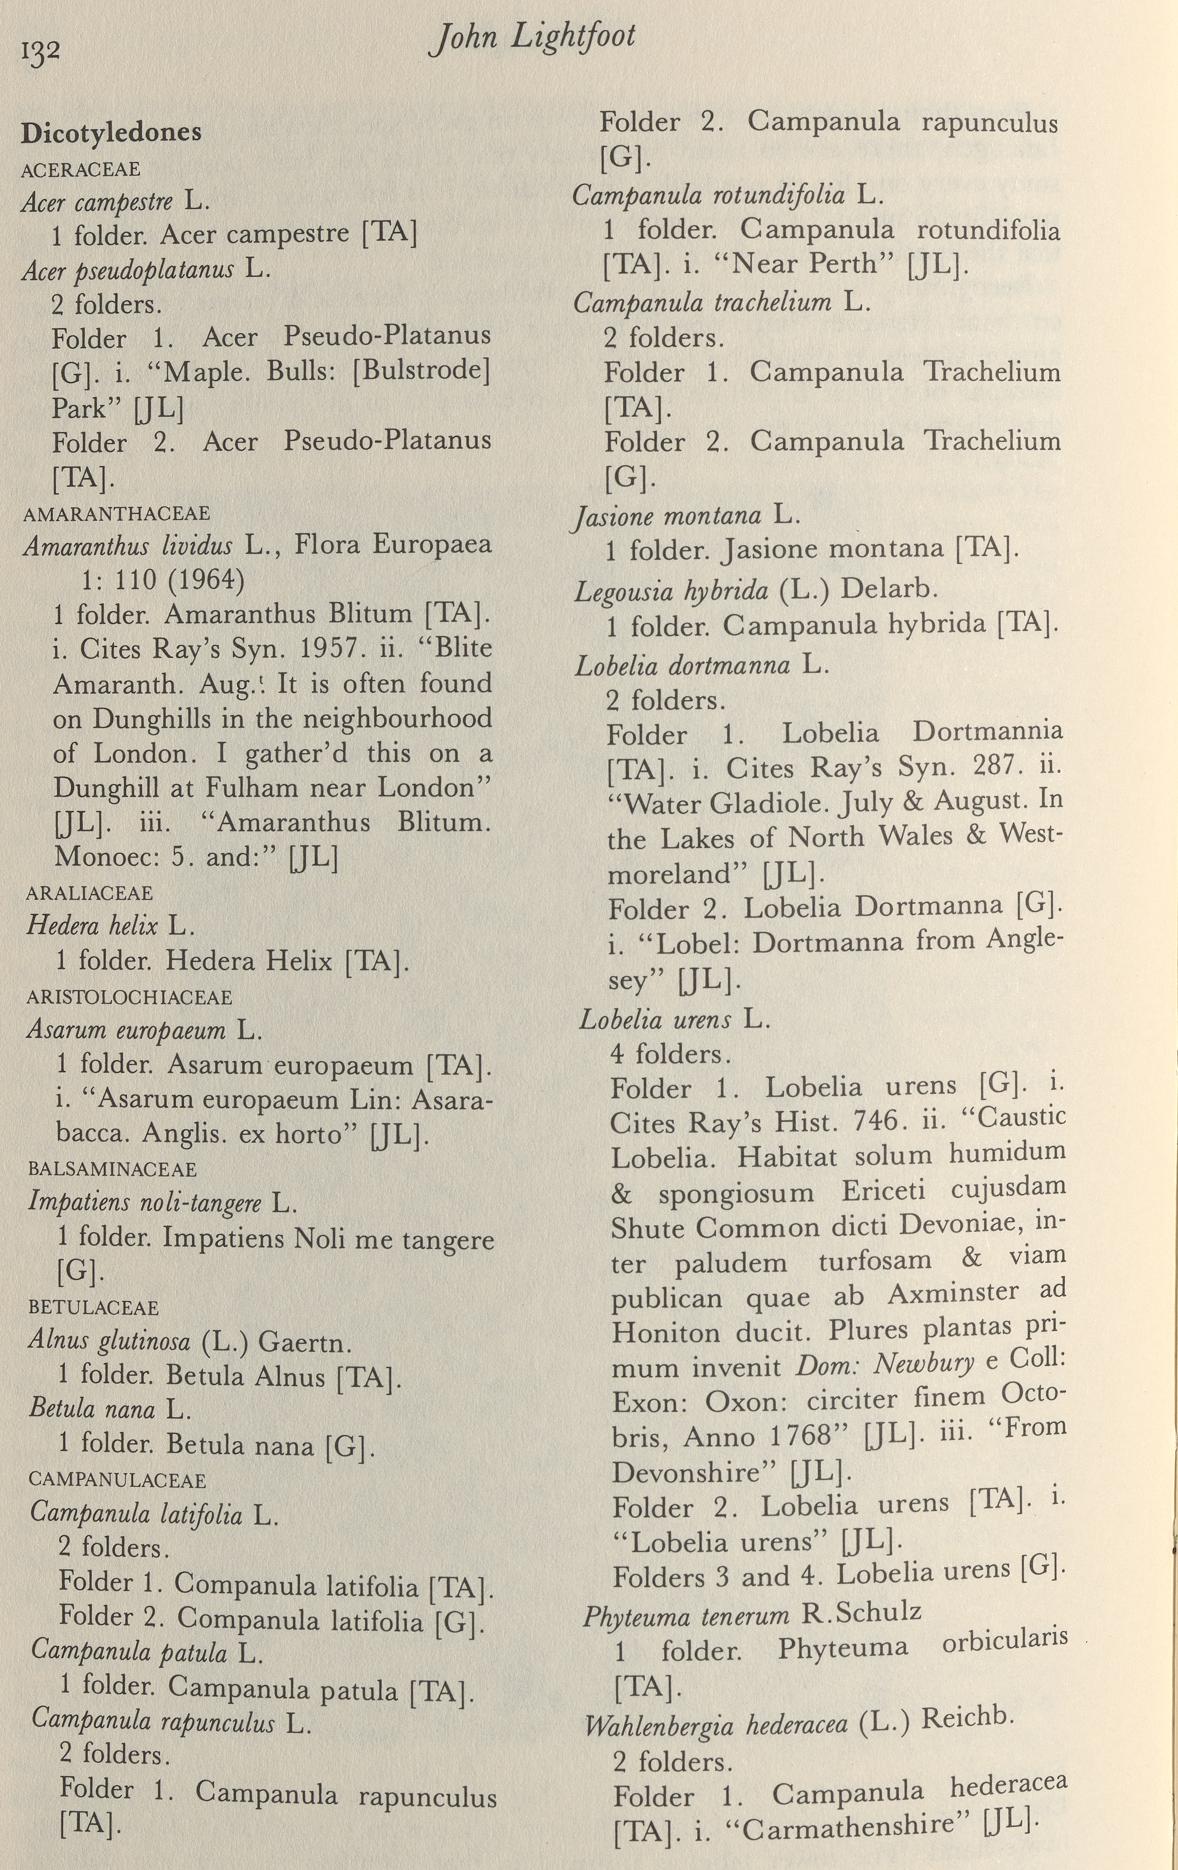 132
John Lightfoot
Dicotyledones
ACERACEAE
Acer campestre L.
1 folder. Acer campestre [TA]
Acer pseudoplatanus L.
2 folders.
Folder 1. Acer Pseudo-Platanus
[G]. i. “Maple. Bulls: [Bulstrode]
Park” [JL]
Folder 2. Acer Pseudo-Platanus
[TA].
AMARANTHACEAE
Amaranthus lividus L., Flora Europaea
1: 110 (1964)
1 folder. Amaranthus Blitum [TA].
i. Cites Ray’s Syn. 1957. ii. “Blite
Amaranth. Aug.ᵗ It is often found
on Dunghills in the neighbourhood
of London. I gather’d this on a
Dunghill at Fulham near London”
[JL]. iii. “Amaranthus Blitum.
Monoec: 5. and:” [JL]
ARALIACEAE
Hedera helix L.
1 folder. Hedera Helix [TA].
ARISTOLOCHIACEAE
Asarum europaeum L.
1 folder. Asarum europaeum [TA].
i. “Asarum europaeum Lin: Asara-
bacca. Anglis. ex horto” [JL].
BALSAMINACEAE
Impatiens noli-tangere L.
1 folder. Impatiens Noli me tangere
[G].
BETULACEAE
Alnus glutinosa (L.) Gaertn.
1 folder. Betula Alnus [TA].
Betula nana L.
1 folder. Betula nana [G].
CAMPANULACEAE
Campanula latifolia L.
2 folders.
Folder 1. Companula latifolia [TA].
Folder 2. Companula latifolia [G].
Campanula patula L.
1 folder. Campanula patula [TA].
Campanula rapunculus L.
2 folders.
Folder 1. Campanula rapunculus
[TA].
Folder 2. Campanula rapunculus
[G].
Campanula rotundifolia L.
1 folder. Campanula rotundifolia
[TA]. i. “Near Perth” [JL].
Campanula trachelium L.
2 folders.
Folder 1. Campanula Trachelium
[TA].
Folder 2. Campanula Trachelium
[G].
Jasione montana L.
1 folder. Jasione montana [TA].
Legousia hybrida (L.) Delarb.
1 folder. Campanula hybrida [TA].
Lobelia dortmanna L.
2 folders.
Folder 1. Lobelia Dortmannia
[TA]. i. Cites Ray’s Syn. 287. ii.
“Water Gladiole. July & August. In
the Lakes of North Wales & West-
moreland” [JL].
Folder 2. Lobelia Dortmanna [G].
i. “Lobel: Dortmanna from Angle-
sey” [JL].
Lobelia urens L.
4 folders.
Folder 1. Lobelia urens [G]. i.
Cites Ray’s Hist. 746. ii. “Caustic
Lobelia. Habitat solum humidum
& spongiosum Ericeti cujusdam
Shute Common dicti Devoniae, in-
ter paludem turfosam & viam
publican quae ab Axminster ad
Honiton ducit. Plures plantas pri-
mum invenit Dom: Newbury e Coll:
Exon: Oxon: circiter finem Octo-
bris, Anno 1768” [JL]. iii. “From
Devonshire” [JL].
Folder 2. Lobelia urens [TA]. i.
“Lobelia urens” [JL].
Folders 3 and 4. Lobelia urens [G].
Phyteuma tenerum R.Schulz
1 folder. Phyteuma orbicularis
[TA].
Wahlenbergia hederacea (L.) Reichb.
2 folders.
Folder 1. Campanula hederacea
[TA]. i. “Carmathenshire” [JL].